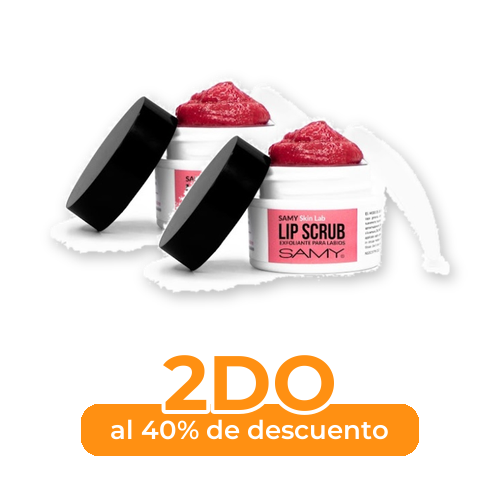 SAMY Skin Lab
LIP SCRUB
EXFOLIANTE PARA LABIOS
SAMY®
2DO
al 40% de descuento